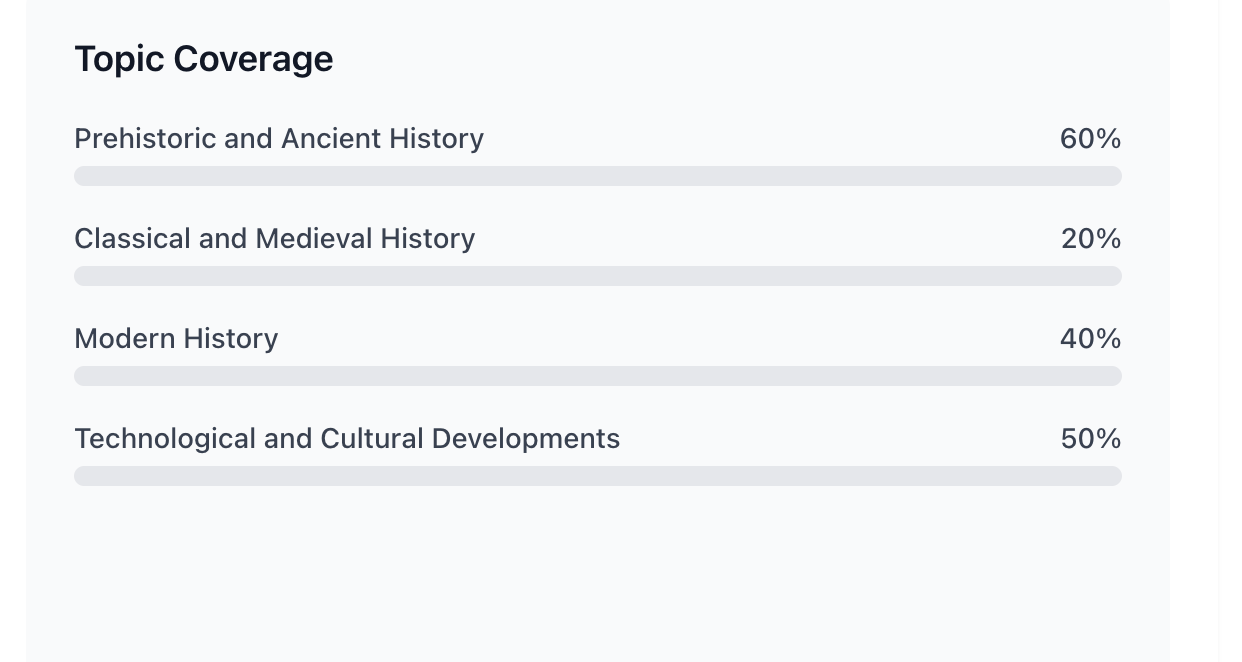 Topic Coverage
Prehistoric and Ancient History 60%
Classical and Medieval History 20%
Modern History 40%
Technological and Cultural Developments 50%